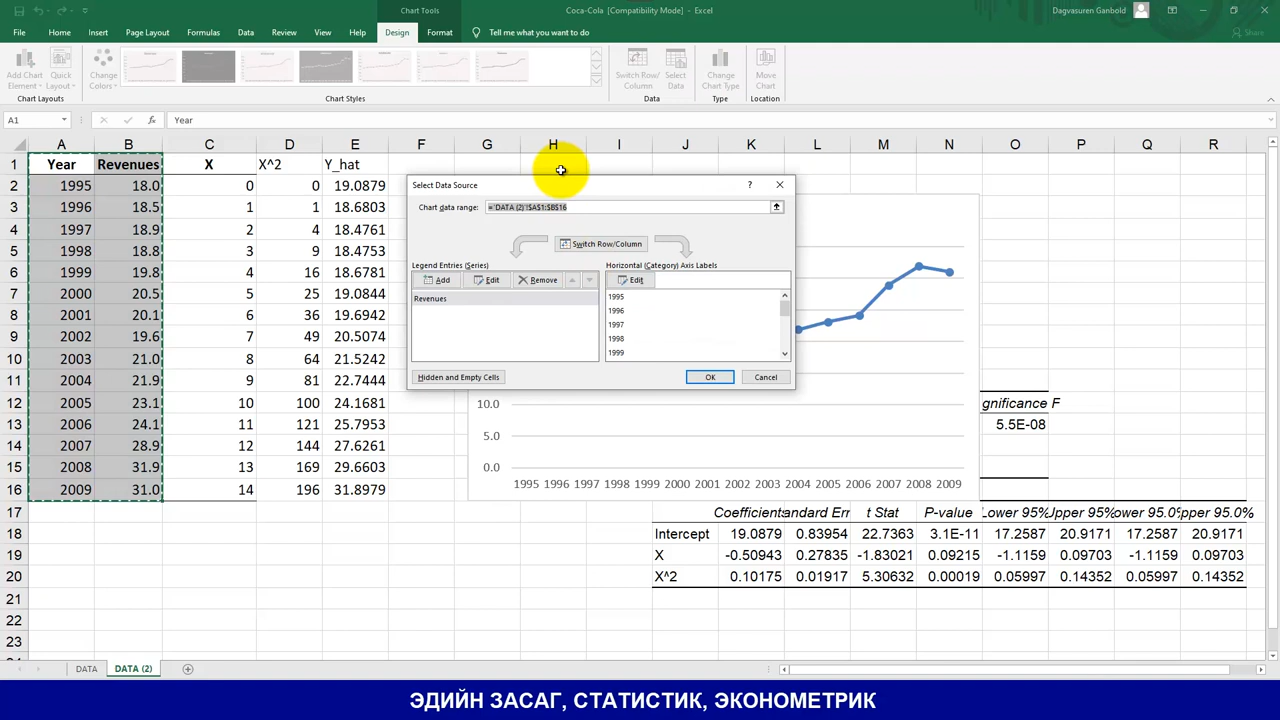 Chart Tools
Coca-Cola [Compatibility Mode] - Excel
Dagvasuren Ganbold
File Home Insert Page Layout Formulas Data Review View Help Design Format Tell me what you want to do Share
Add Chart Element Quick Layout Change Colors Switch Row/Column Select Data Change Chart Type Move Chart
Chart Layouts Chart Styles Data Type Location
A1 fx Year
A B C D E F G H I J K L M N O P Q R
1 Year Revenues X X^2 Y_hat
2 1995 18.0 0 0 19.0879
3 1996 18.5 1 1 18.6803
4 1997 18.9 2 4 18.4761
5 1998 18.8 3 9 18.4753
6 1999 19.8 4 16 18.6781
7 2000 20.5 5 25 19.0844
8 2001 20.1 6 36 19.6942
9 2002 19.6 7 49 20.5074
10 2003 21.0 8 64 21.5242
11 2004 21.9 9 81 22.7444
12 2005 23.1 10 100 24.1681
13 2006 24.1 11 121 25.7953
14 2007 28.9 12 144 27.6261
15 2008 31.9 13 169 29.6603
16 2009 31.0 14 196 31.8979
Select Data Source ?
Chart data range: ='DATA (2)'!$A$1:$B$16
Switch Row/Column
Legend Entries (Series) Horizontal (Category) Axis Labels
Add Edit Remove Edit
Revenues
1995
1996
1997
1998
1999
Hidden and Empty Cells OK Cancel
10.0
5.0
0.0
1995 1996 1997 1998 1999 2000 2001 2002 2003 2004 2005 2006 2007 2008 2009
gnificance F
5.5E-08
17 Coefficients andard Err t Stat P-value Lower 95% Upper 95% ower 95.0% pper 95.0%
18 Intercept 19.0879 0.83954 22.7363 3.1E-11 17.2587 20.9171 17.2587 20.9171
19 X -0.50943 0.27835 -1.83021 0.09215 -1.1159 0.09703 -1.1159 0.09703
20 X^2 0.10175 0.01917 5.30632 0.00019 0.05997 0.14352 0.05997 0.14352
21
22
23
DATA DATA (2)
ЭДИЙН ЗАСАГ, СТАТИСТИК, ЭКОНОМЕТРИК